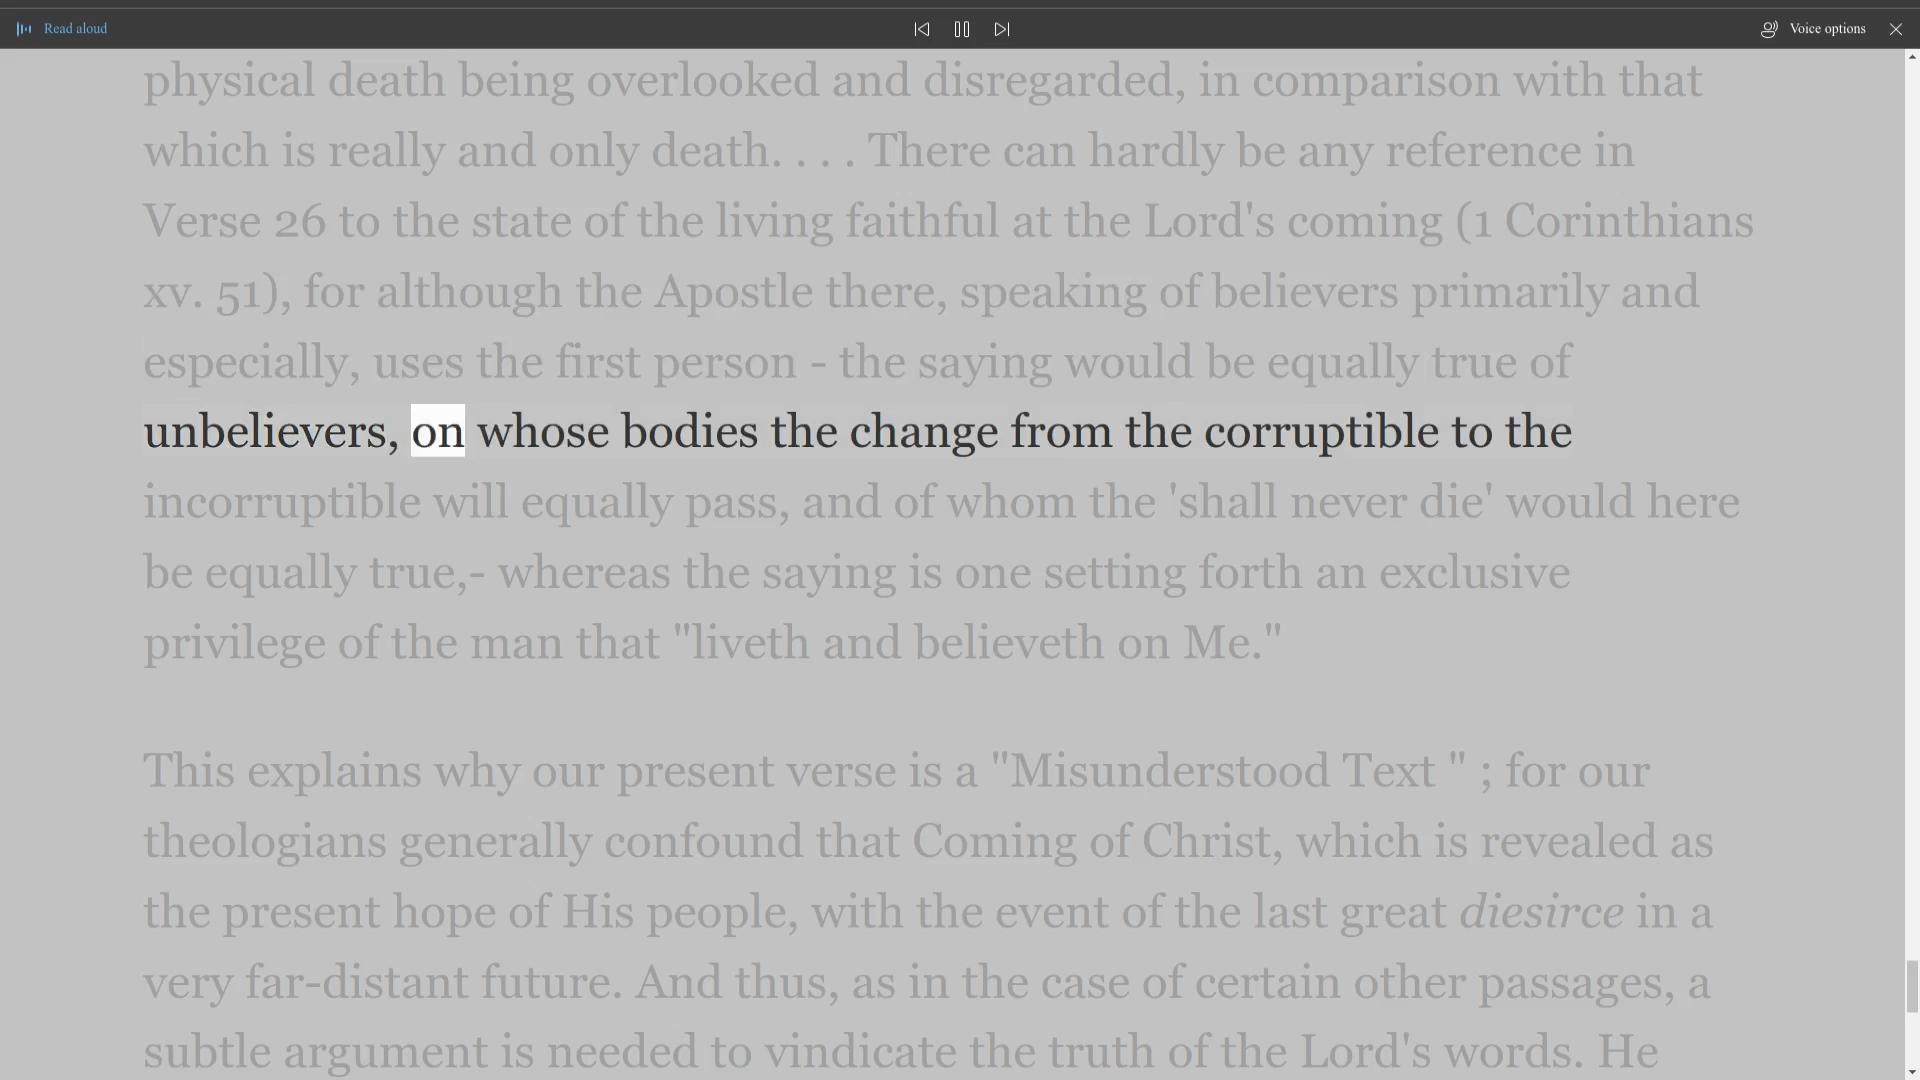 Read aloud
Voice options
physical death being overlooked and disregarded, in comparison with that
which is really and only death. . . . There can hardly be any reference in
Verse 26 to the state of the living faithful at the Lord's coming (1 Corinthians
xv. 51), for although the Apostle there, speaking of believers primarily and
especially, uses the first person - the saying would be equally true of
unbelievers, on whose bodies the change from the corruptible to the
incorruptible will equally pass, and of whom the 'shall never die' would here
be equally true,- whereas the saying is one setting forth an exclusive
privilege of the man that "liveth and believeth on Me."
This explains why our present verse is a "Misunderstood Text " ; for our
theologians generally confound that Coming of Christ, which is revealed as
the present hope of His people, with the event of the last great diesirce in a
very far-distant future. And thus, as in the case of certain other passages, a
subtle argument is needed to vindicate the truth of the Lord's words. He